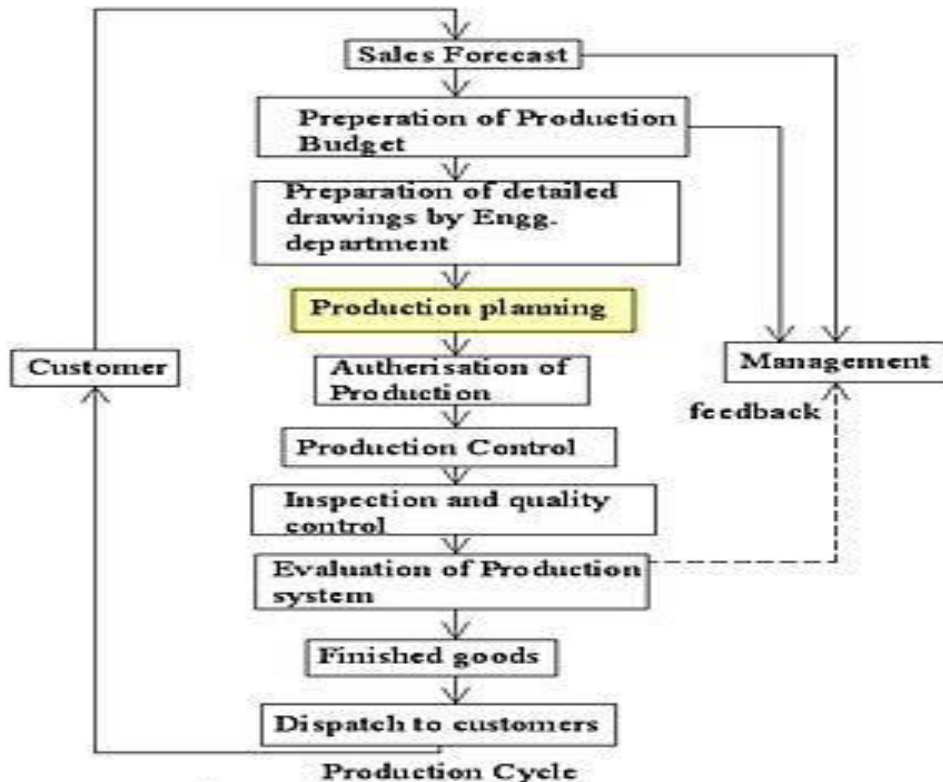 Sales Forecast
Preperation of Production
Budget
Preparation of detailed
drawings by Engg.
department
Production planning
Customer
Autherisation of
Production
Management
feedback
Production Control
Inspection and quality
control
Evaluation of Production
system
Finished goods
Dispatch to customers
Production Cycle